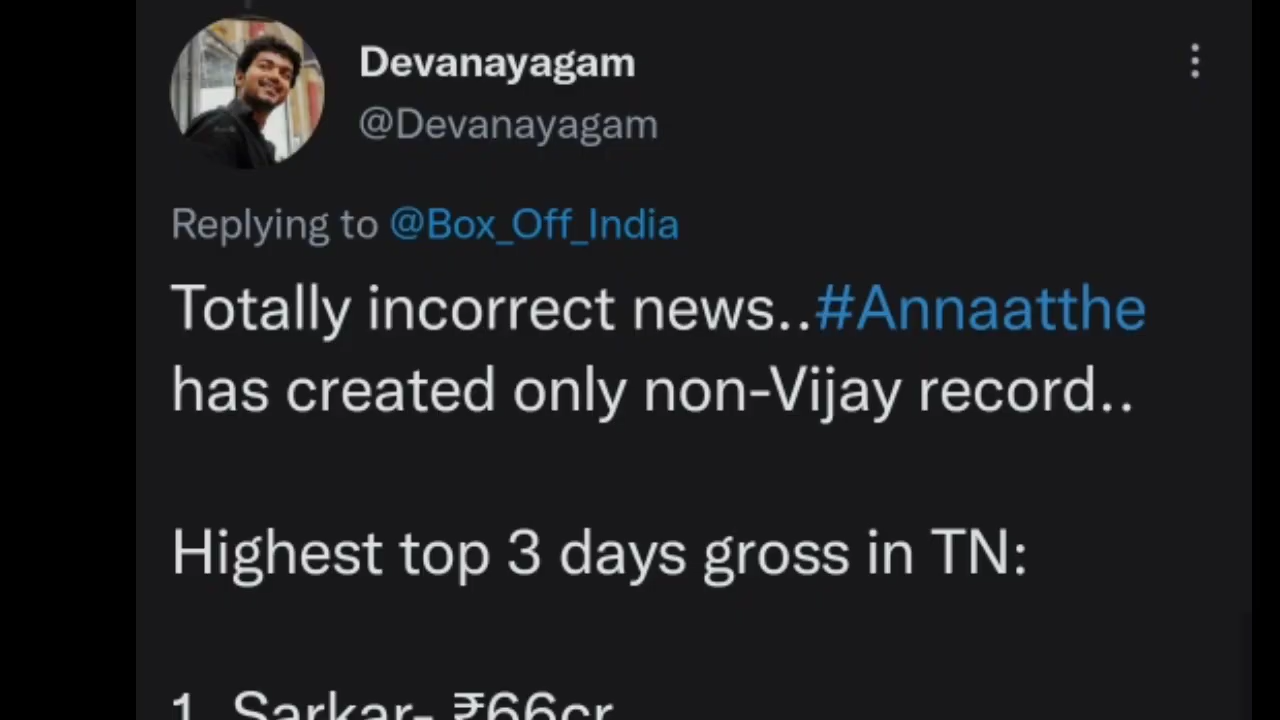 Devanayagam
@Devanayagam
Replying to @Box_Off_India
Totally incorrect news..#Annaatthe
has created only non-Vijay record..
Highest top 3 days gross in TN:
1. Sarkar- ₹66cr